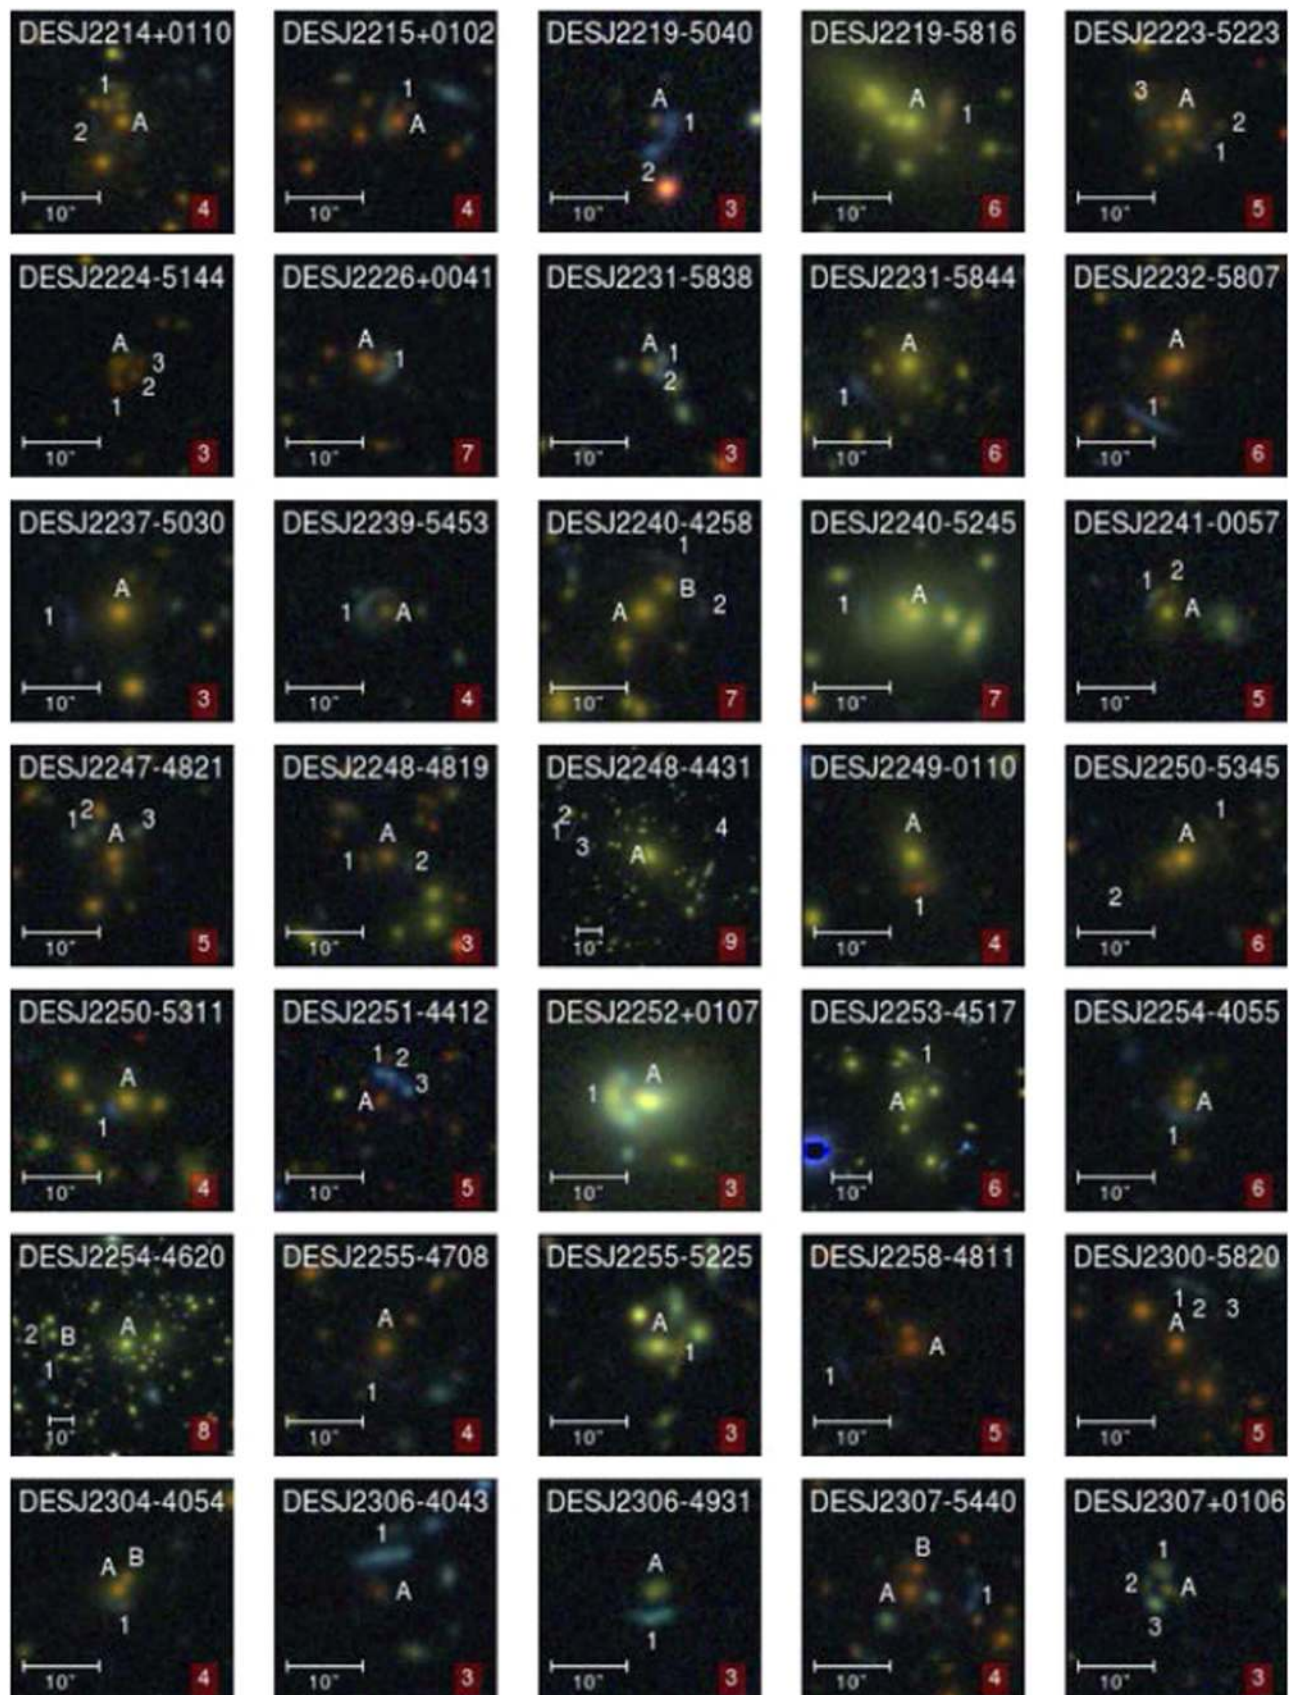 DESJ2214+0110
1
2
A
10"
4
DESJ2215+0102
1
A
10"
4
DESJ2219-5040
A
1
2
10"
3
DESJ2219-5816
A
1
10"
6
DESJ2223-5223
3
A
2
1
10"
5
DESJ2224-5144
A
3
2
1
10"
3
DESJ2226+0041
A
1
10"
7
DESJ2231-5838
A
1
2
10"
3
DESJ2231-5844
A
1
10"
6
DESJ2232-5807
A
1
10"
6
DESJ2237-5030
A
1
10"
3
DESJ2239-5453
1
A
10"
4
DESJ2240-4258
1
B
A
2
10"
7
DESJ2240-5245
1
A
10"
7
DESJ2241-0057
1
2
A
10"
5
DESJ2247-4821
1
2
A
3
10"
5
DESJ2248-4819
A
1
2
10"
3
DESJ2248-4431
2
1
3
A
4
10"
9
DESJ2249-0110
A
1
10"
4
DESJ2250-5345
1
A
2
10"
6
DESJ2250-5311
A
1
10"
4
DESJ2251-4412
1
2
3
A
10"
5
DESJ2252+0107
1
A
10"
3
DESJ2253-4517
1
A
10"
6
DESJ2254-4055
A
1
10"
6
DESJ2254-4620
A
2
B
1
10"
8
DESJ2255-4708
A
1
10"
4
DESJ2255-5225
A
1
10"
3
DESJ2258-4811
A
1
10"
5
DESJ2300-5820
1
2
3
A
10"
5
DESJ2304-4054
A
B
1
10"
4
DESJ2306-4043
1
A
10"
3
DESJ2306-4931
A
1
10"
3
DESJ2307-5440
B
A
1
10"
4
DESJ2307+0106
1
2
A
3
10"
3